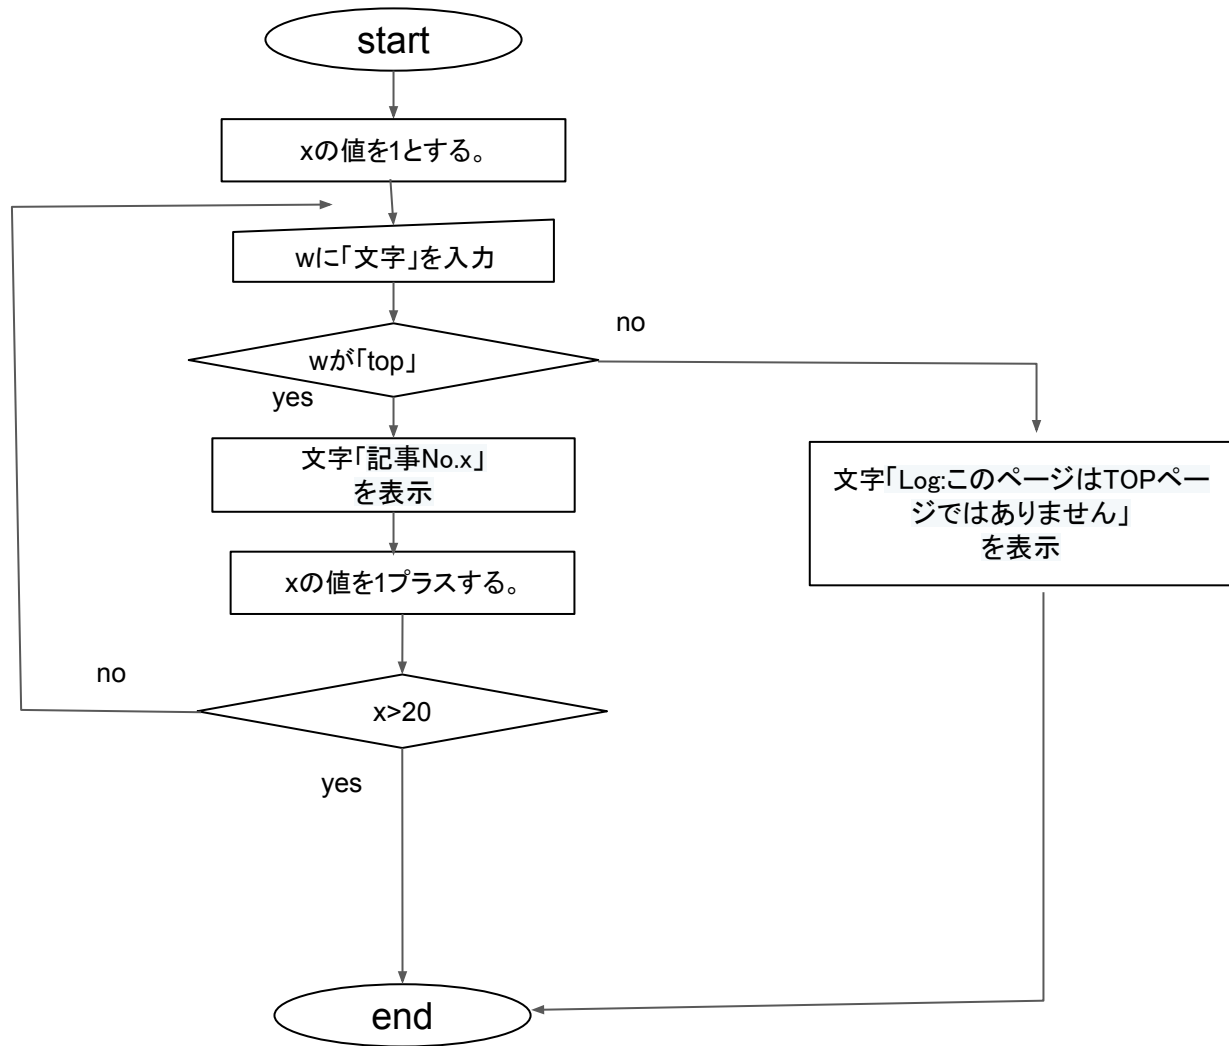 start
xの値を1とする。
wに｢文字｣を入力
no
wが｢top｣
yes
文字｢記事No.x｣
を表示
文字｢Log:このページはTOPペー
ジではありません｣
を表示
xの値を1プラスする。
no
x>20
yes
end